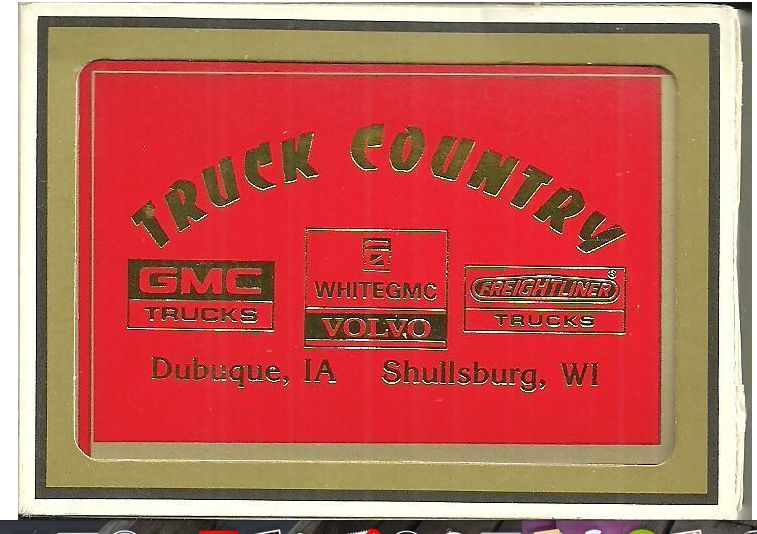 TRUCK COUNTRY
GMC
TRUCKS
WHITEGMC
VOLVO
FREIGHTLINER®
TRUCKS
Dubuque, IA Shullsburg, WI